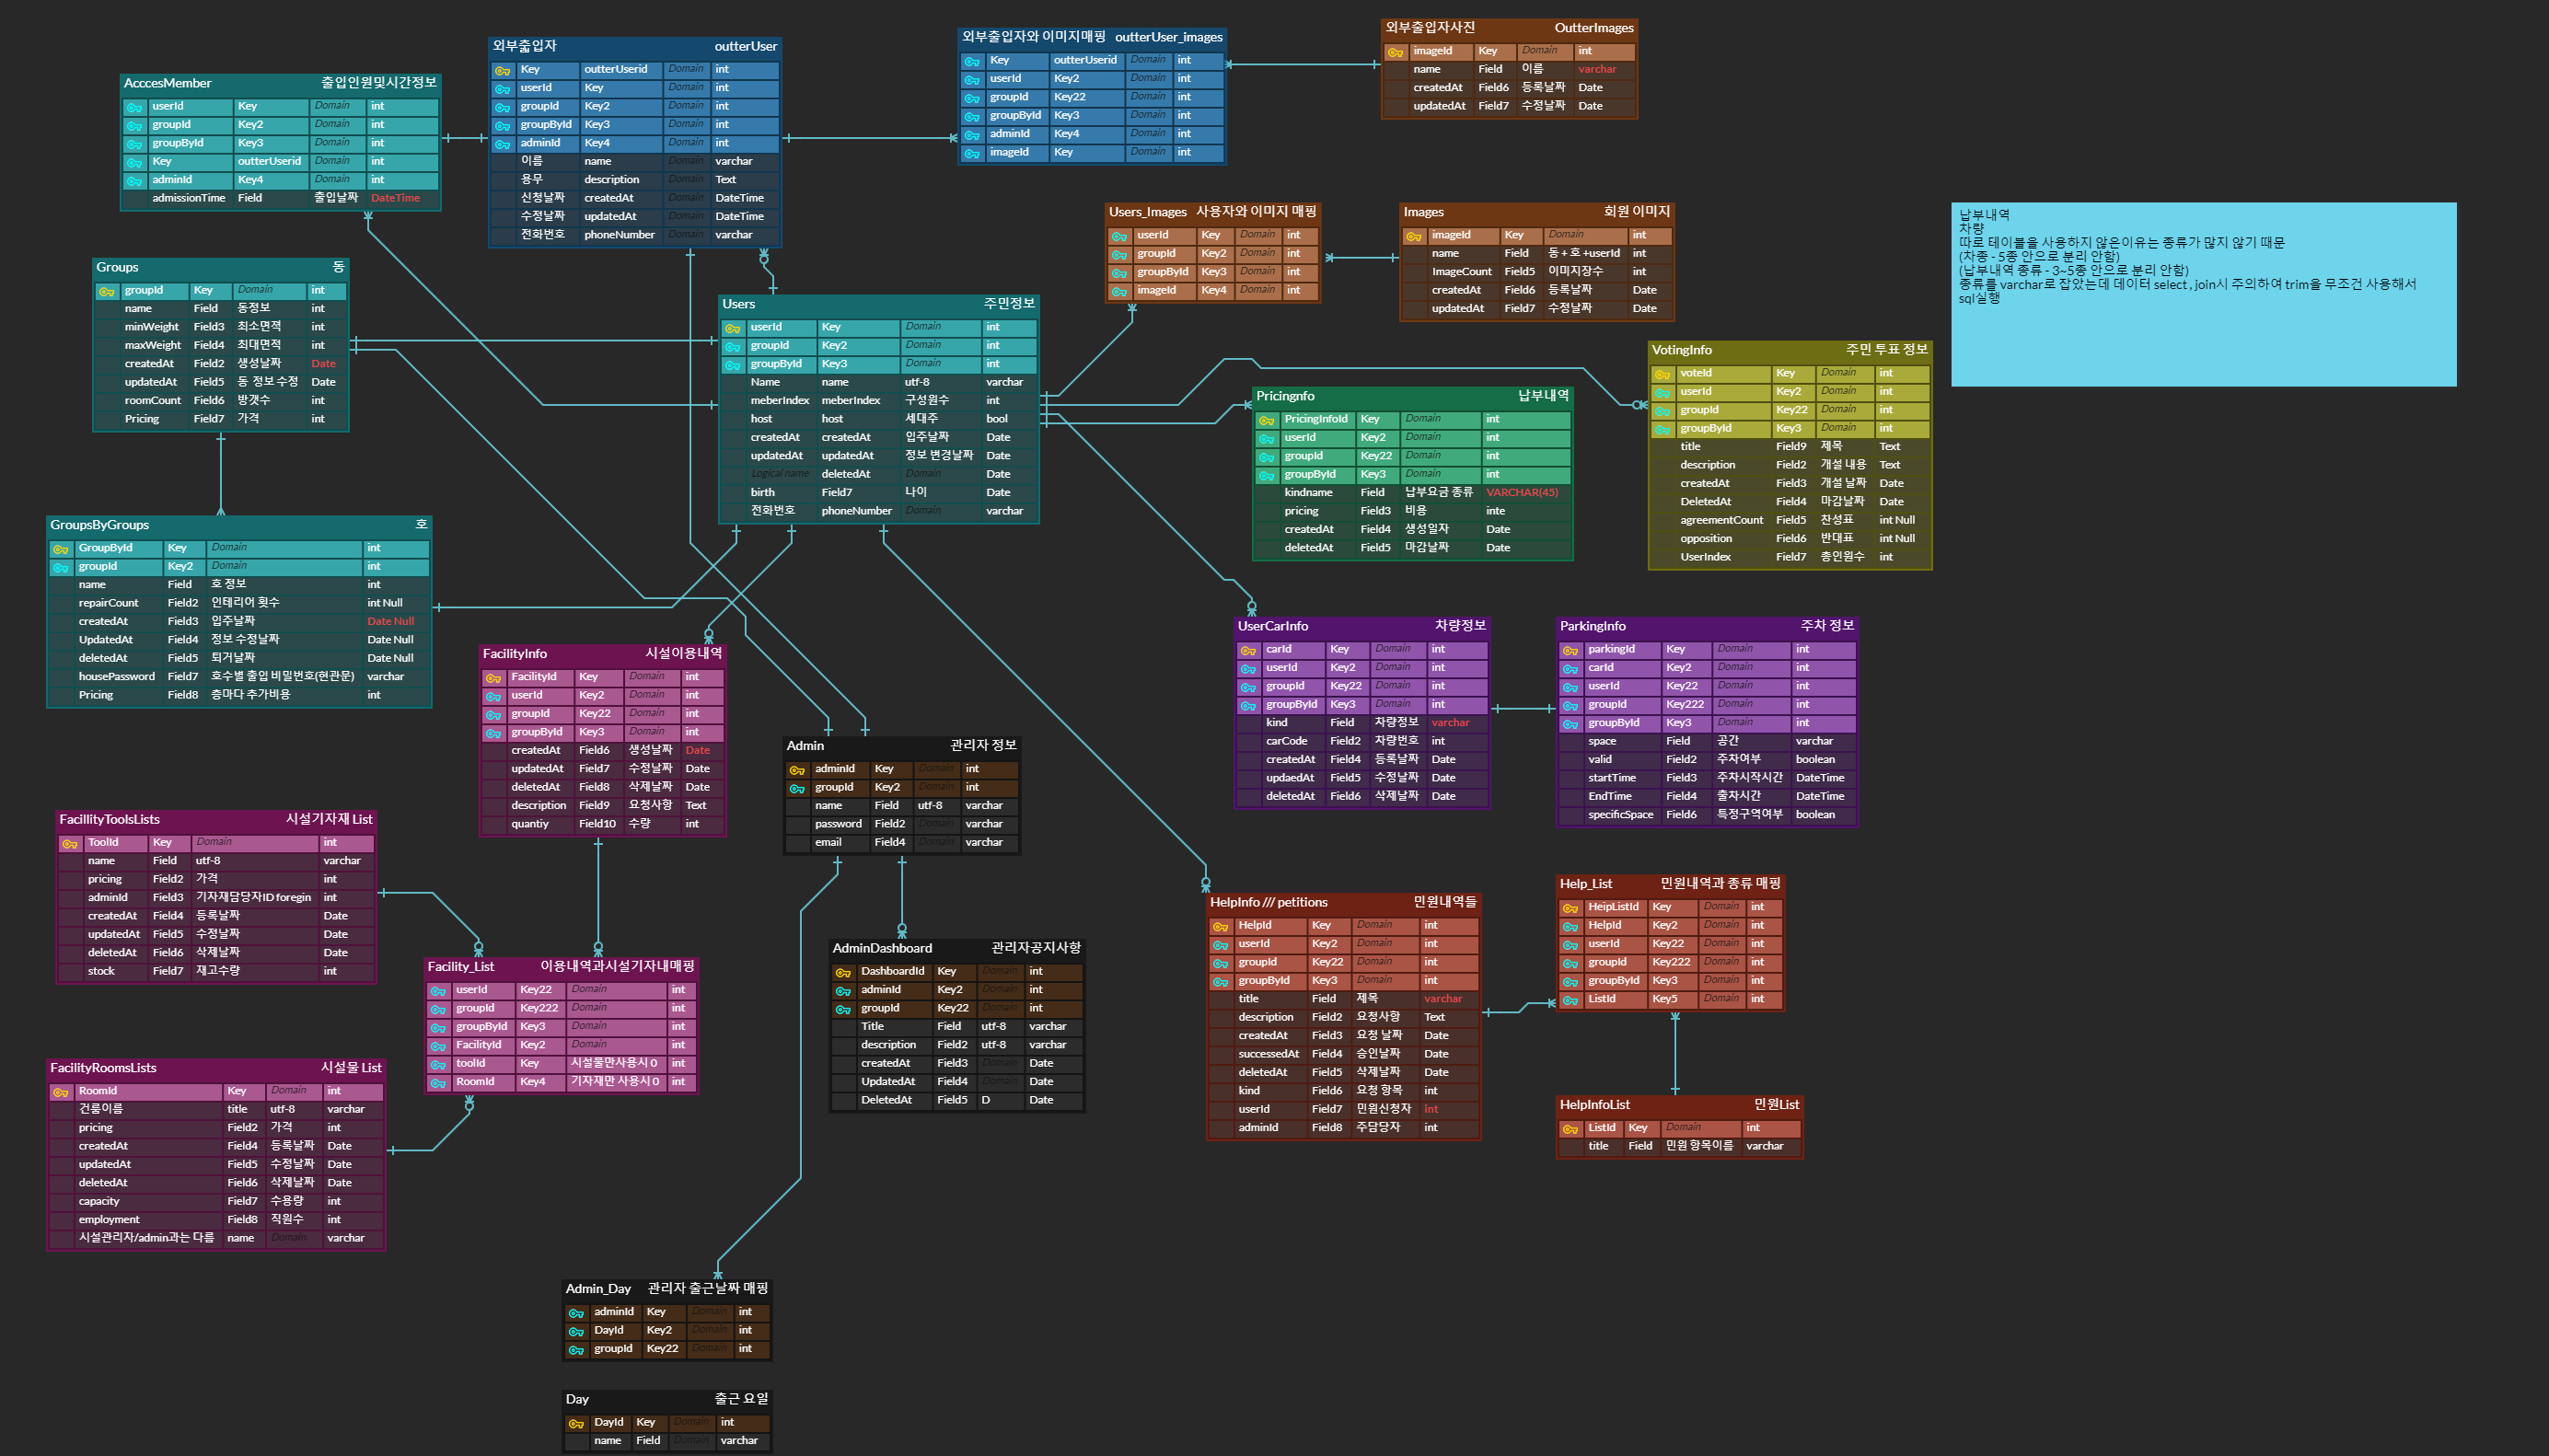 외부출입자 outterUser
Key outterUserid Domain int
userId Key Domain int
groupId Key2 Domain int
groupById Key3 Domain int
adminId Key4 Domain int
이름 name Domain varchar
용무 description Domain Text
신청날짜 createdAt Domain DateTime
수정날짜 updatedAt Domain DateTime
전화번호 phoneNumber Domain varchar
외부출입자와 이미지매핑 outterUser_images
Key outterUserid Domain int
userId Key2 Domain int
groupId Key22 Domain int
groupById Key3 Domain int
adminId Key4 Domain int
imageId Key Domain int
외부출입자사진 OutterImages
imageId Key Domain int
name Field 이름 varchar
createdAt Field6 등록날짜 Date
updatedAt Field7 수정날짜 Date
AcccesMember 출입인원및시간정보
userId Key Domain int
groupId Key2 Domain int
groupById Key3 Domain int
Key outterUserid Domain int
adminId Key4 Domain int
admissionTime Field 출입날짜 DateTime
Users_Images 사용자와 이미지 매핑
userId Key Domain int
groupId Key2 Domain int
groupById Key3 Domain int
imageId Key4 Domain int
Images 회원 이미지
imageId Key Domain int
name Field 동 + 호 +userId int
ImageCount Field5 이미지장수 int
createdAt Field6 등록날짜 Date
updatedAt Field7 수정날짜 Date
납부내역
차량
따로 테이블을 사용하지 않은이유는 종류가 많지 않기 때문
(차종 - 5종 안으로 분리 안함)
(납부내역 종류 - 3~5종 안으로 분리 안함)
종류를 varchar로 잡았는데 데이터 select , join시 주의하여 trim을 무조건 사용해서
sql실행
Groups 동
groupId Key Domain int
name Field 동정보 int
minWeight Field3 최소면적 int
maxWeight Field4 최대면적 int
createdAt Field2 생성날짜 Date
updatedAt Field5 동 정보 수정 Date
roomCount Field6 방갯수 int
Pricing Field7 가격 int
Users 주민정보
userId Key Domain int
groupId Key2 Domain int
groupById Key3 Domain int
Name name utf-8 varchar
meberIndex meberIndex 구성원수 int
host host 세대주 bool
createdAt createdAt 입주날짜 Date
updatedAt updatedAt 정보 변경날짜 Date
Logical name deletedAt Domain Date
birth Field7 나이 Date
전화번호 phoneNumber Domain varchar
VotingInfo 주민 투표 정보
voteId Key Domain int
userId Key2 Domain int
groupId Key22 Domain int
groupById Key3 Domain int
title Field9 제목 Text
description Field2 개설 내용 Text
createdAt Field3 개설 날짜 Date
DeletedAt Field4 마감날짜 Date
agreementCount Field5 찬성표 int Null
opposition Field6 반대표 int Null
UserIndex Field7 총인원수 int
Pricingnfo 납부내역
PricingInfoId Key Domain int
userId Key2 Domain int
groupId Key22 Domain int
groupById Key3 Domain int
kindname Field 납부요금 종류 VARCHAR(45)
pricing Field3 비용 inte
createdAt Field4 생성일자 Date
deletedAt Field5 마감날짜 Date
GroupsByGroups 호
GroupById Key Domain int
groupId Key2 Domain int
name Field 호 정보 int
repairCount Field2 인테리어 횟수 int Null
createdAt Field3 입주날짜 Date Null
UpdatedAt Field4 정보 수정날짜 Date Null
deletedAt Field5 퇴거날짜 Date Null
housePassword Field7 호수별 출입 비밀번호(현관문) varchar
Pricing Field8 층마다 추가비용 int
FacilityInfo 시설이용내역
FacilityId Key Domain int
userId Key2 Domain int
groupId Key22 Domain int
groupById Key3 Domain int
createdAt Field6 생성날짜 Date
updatedAt Field7 수정날짜 Date
deletedAt Field8 삭제날짜 Date
description Field9 요청사항 Text
quantiy Field10 수량 int
UserCarInfo 차량정보
carId Key Domain int
userId Key2 Domain int
groupId Key22 Domain int
groupById Key3 Domain int
kind Field 차량정보 varchar
carCode Field2 차량번호 int
createdAt Field4 등록날짜 Date
updaedAt Field5 수정날짜 Date
deletedAt Field6 삭제날짜 Date
ParkingInfo 주차 정보
parkingId Key Domain int
carId Key2 Domain int
userId Key22 Domain int
groupId Key222 Domain int
groupById Key3 Domain int
space Field 공간 varchar
valid Field2 주차여부 boolean
startTime Field3 주차시작시간 DateTime
EndTime Field4 출차시간 DateTime
specificSpace Field6 특정구역여부 boolean
Admin 관리자 정보
adminId Key Domain int
groupId Key2 Domain int
name Field utf-8 varchar
password Field2 Domain varchar
email Field4 Domain varchar
FacillityToolsLists 시설기자재 List
ToolId Key Domain int
name Field utf-8 varchar
pricing Field2 가격 int
adminId Field3 기자재담당자ID foregin int
createdAt Field4 등록날짜 Date
updatedAt Field5 수정날짜 Date
deletedAt Field6 삭제날짜 Date
stock Field7 재고수량 int
HelpInfo /// petitions 민원내역들
HelpId Key Domain int
userId Key2 Domain int
groupId Key22 Domain int
groupById Key3 Domain int
title Field 제목 varchar
description Field2 요청사항 Text
createdAt Field3 요청 날짜 Date
successedAt Field4 승인날짜 Date
deletedAt Field5 삭제날짜 Date
kind Field6 요청 항목 int
userId Field7 민원신청자 int
adminId Field8 주담당자 int
Help_List 민원내역과 종류 매핑
HeipListId Key Domain int
HelpId Key2 Domain int
userId Key22 Domain int
groupId Key222 Domain int
groupById Key3 Domain int
ListId Key5 Domain int
AdminDashboard 관리자공지사항
DashboardId Key Domain int
adminId Key2 Domain int
groupId Key22 Domain int
Title Field utf-8 varchar
description Field2 utf-8 varchar
createdAt Field3 Domain Date
UpdatedAt Field4 Domain Date
DeletedAt Field5 D Date
Facility_List 이용내역과시설기자내매핑
userId Key22 Domain int
groupId Key222 Domain int
groupById Key3 Domain int
FacilityId Key2 Domain int
toolId Key 시설물만사용시 0 int
RoomId Key4 기자재만 사용시 0 int
FacilityRoomsLists 시설물 List
RoomId Key Domain int
건룸이름 title utf-8 varchar
pricing Field2 가격 int
createdAt Field4 등록날짜 Date
updatedAt Field5 수정날짜 Date
deletedAt Field6 삭제날짜 Date
capacity Field7 수용량 int
employment Field8 직원수 int
시설관리자/admin과는 다름 name Domain varchar
HelpInfoList 민원List
ListId Key Domain int
title Field 민원 항목이름 varchar
Admin_Day 관리자 출근날짜 매핑
adminId Key Domain int
DayId Key2 Domain int
groupId Key22 Domain int
Day 출근 요일
DayId Key Domain int
name Field Domain varchar